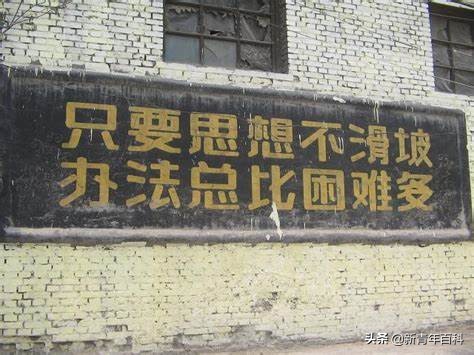 只要思想不滑坡
办法总比困难多
头条 @新青年百科